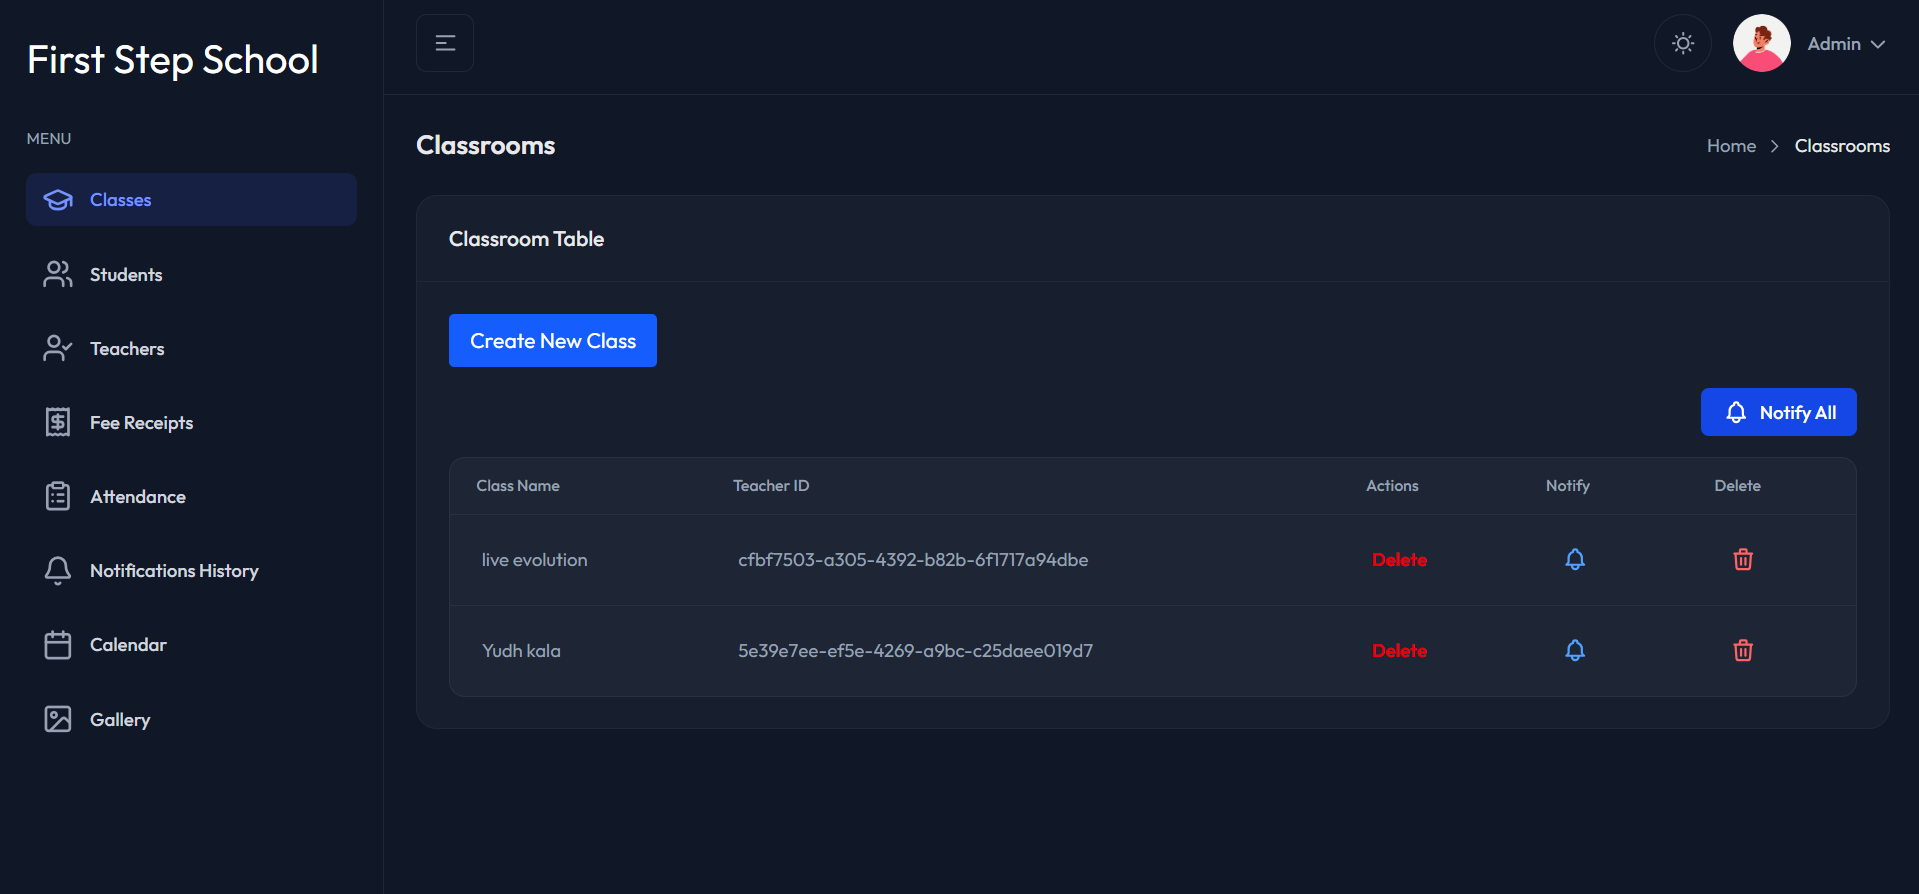 First Step School
Admin
MENU
Classes
Students
Teachers
Fee Receipts
Attendance
Notifications History
Calendar
Gallery
Classrooms
Home > Classrooms
Classroom Table
Create New Class
Notify All
Class Name Teacher ID Actions Notify Delete
live evolution cfbf7503-a305-4392-b82b-6f1717a94dbe Delete
Yudh kala 5e39e7ee-ef5e-4269-a9bc-c25daee019d7 Delete